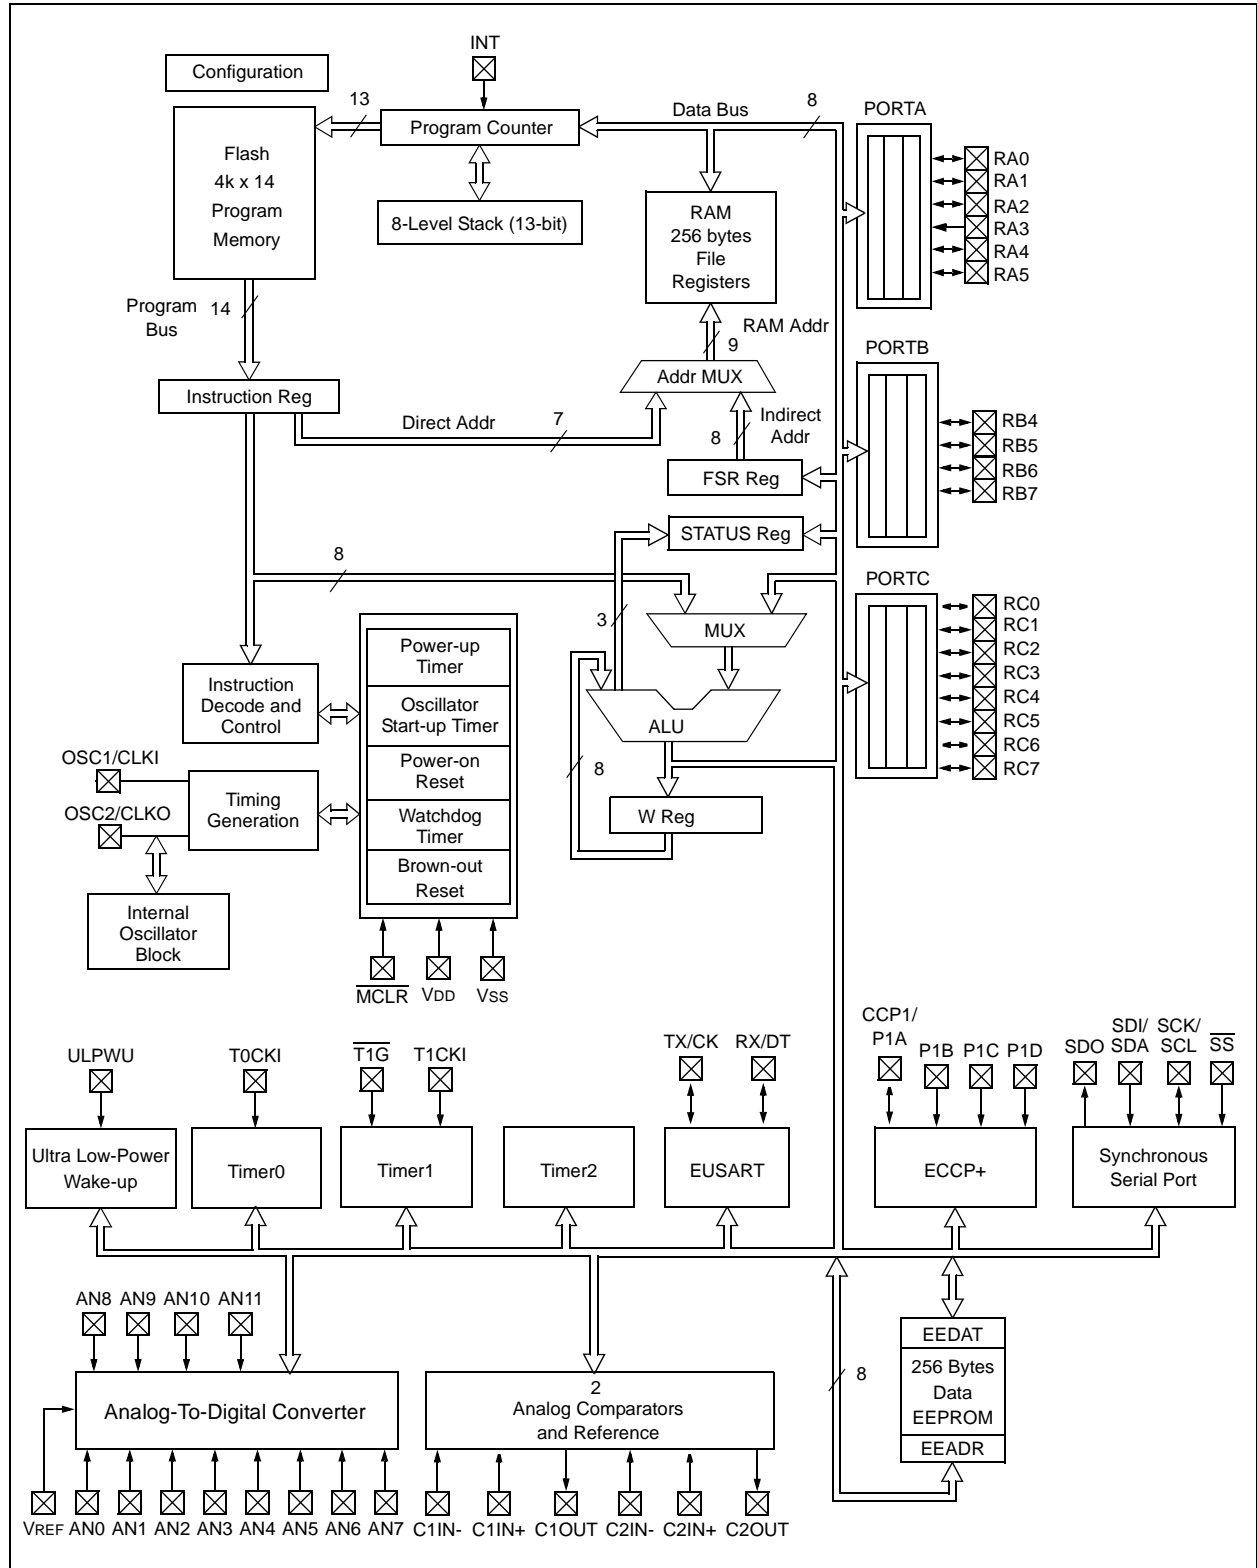 INT
Configuration
13
Program Counter
Data Bus
8
PORTA
Flash
4k x 14
Program
Memory
8-Level Stack (13-bit)
RAM
256 bytes
File
Registers
RA0
RA1
RA2
RA3
RA4
RA5
Program
Bus
14
RAM Addr
9
PORTB
Addr MUX
Instruction Reg
Direct Addr
7
Indirect
Addr
8
FSR Reg
RB4
RB5
RB6
RB7
STATUS Reg
8
PORTC
3
MUX
RC0
RC1
RC2
RC3
RC4
RC5
RC6
RC7
Power-up
Timer
Instruction
Decode and
Control
Oscillator
Start-up Timer
ALU
OSC1/CLKI
Power-on
Reset
8
OSC2/CLKO
Timing
Generation
Watchdog
Timer
W Reg
Brown-out
Reset
Internal
Oscillator
Block
MCLR
VDD
VSS
ULPWU
T0CKI
T1G
T1CKI
TX/CK
RX/DT
CCP1/
P1A
P1B
P1C
P1D
SDO
SDI/
SDA
SCK/
SCL
SS
Ultra Low-Power
Wake-up
Timer0
Timer1
Timer2
EUSART
ECCP+
Synchronous
Serial Port
AN8
AN9
AN10
AN11
EEDAT
256 Bytes
Data
EEPROM
EEADR
8
Analog-To-Digital Converter
2
Analog Comparators
and Reference
VREF
AN0
AN1
AN2
AN3
AN4
AN5
AN6
AN7
C1IN-
C1IN+
C1OUT
C2IN-
C2IN+
C2OUT